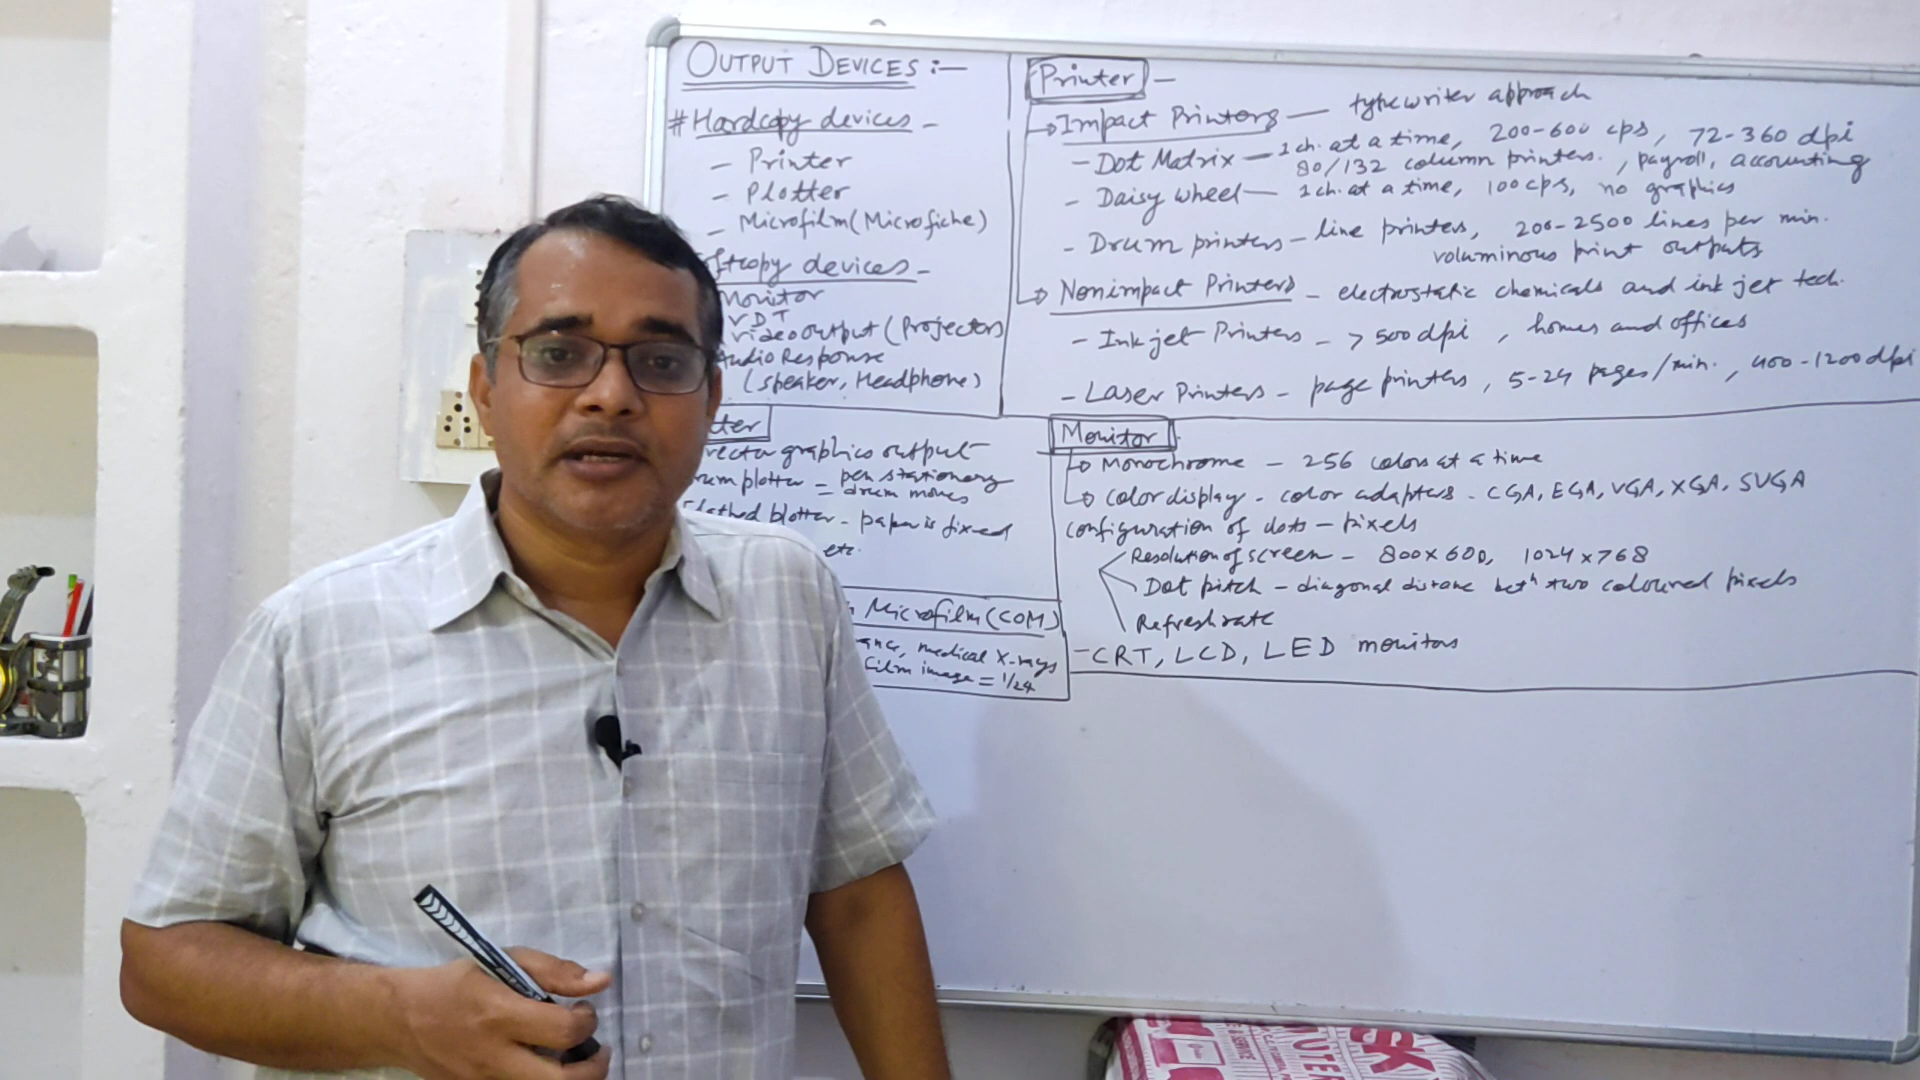 OUTPUT DEVICES :—
# Hardcopy devices –
– Printer
– Plotter
– Microfilm (Microfiche)
ftcopy devices –
Monitor
VDT
video output (Projectors
Audio Response
(speaker, Headphone)
Printer –
→ Impact Printers — typewriter approach
– Dot Matrix — 1 ch. at a time, 200-600 cps, 72-360 dpi
80/132 column printers. , payroll, accounting
– Daisy wheel — 1 ch. at a time, 100 cps, no graphics
– Drum printers – line printers, 200-2500 lines per min.
voluminous print outputs
→ Nonimpact Printers – electrostatic chemicals and ink jet tech.
– Inkjet Printers – > 500 dpi , homes and offices
– Laser Printers – page printers, 5-24 pages/min. , 400-1200 dpi
tter
vector graphics output
rum plotter – pen stationary
– drum moves
Flatbed plotter – paper is fixed
etc.
Microfilm (COM)
ance, medical X-rays
film image = 1/24
Monitor
→ Monochrome – 256 colors at a time
→ color display – color adapters – CGA, EGA, VGA, XGA, SVGA
configuration of dots – pixels
Resolution of screen – 800×600, 1024×768
Dot pitch – diagonal distance betⁿ two coloured pixels
Refresh rate
– CRT, LCD, LED monitors